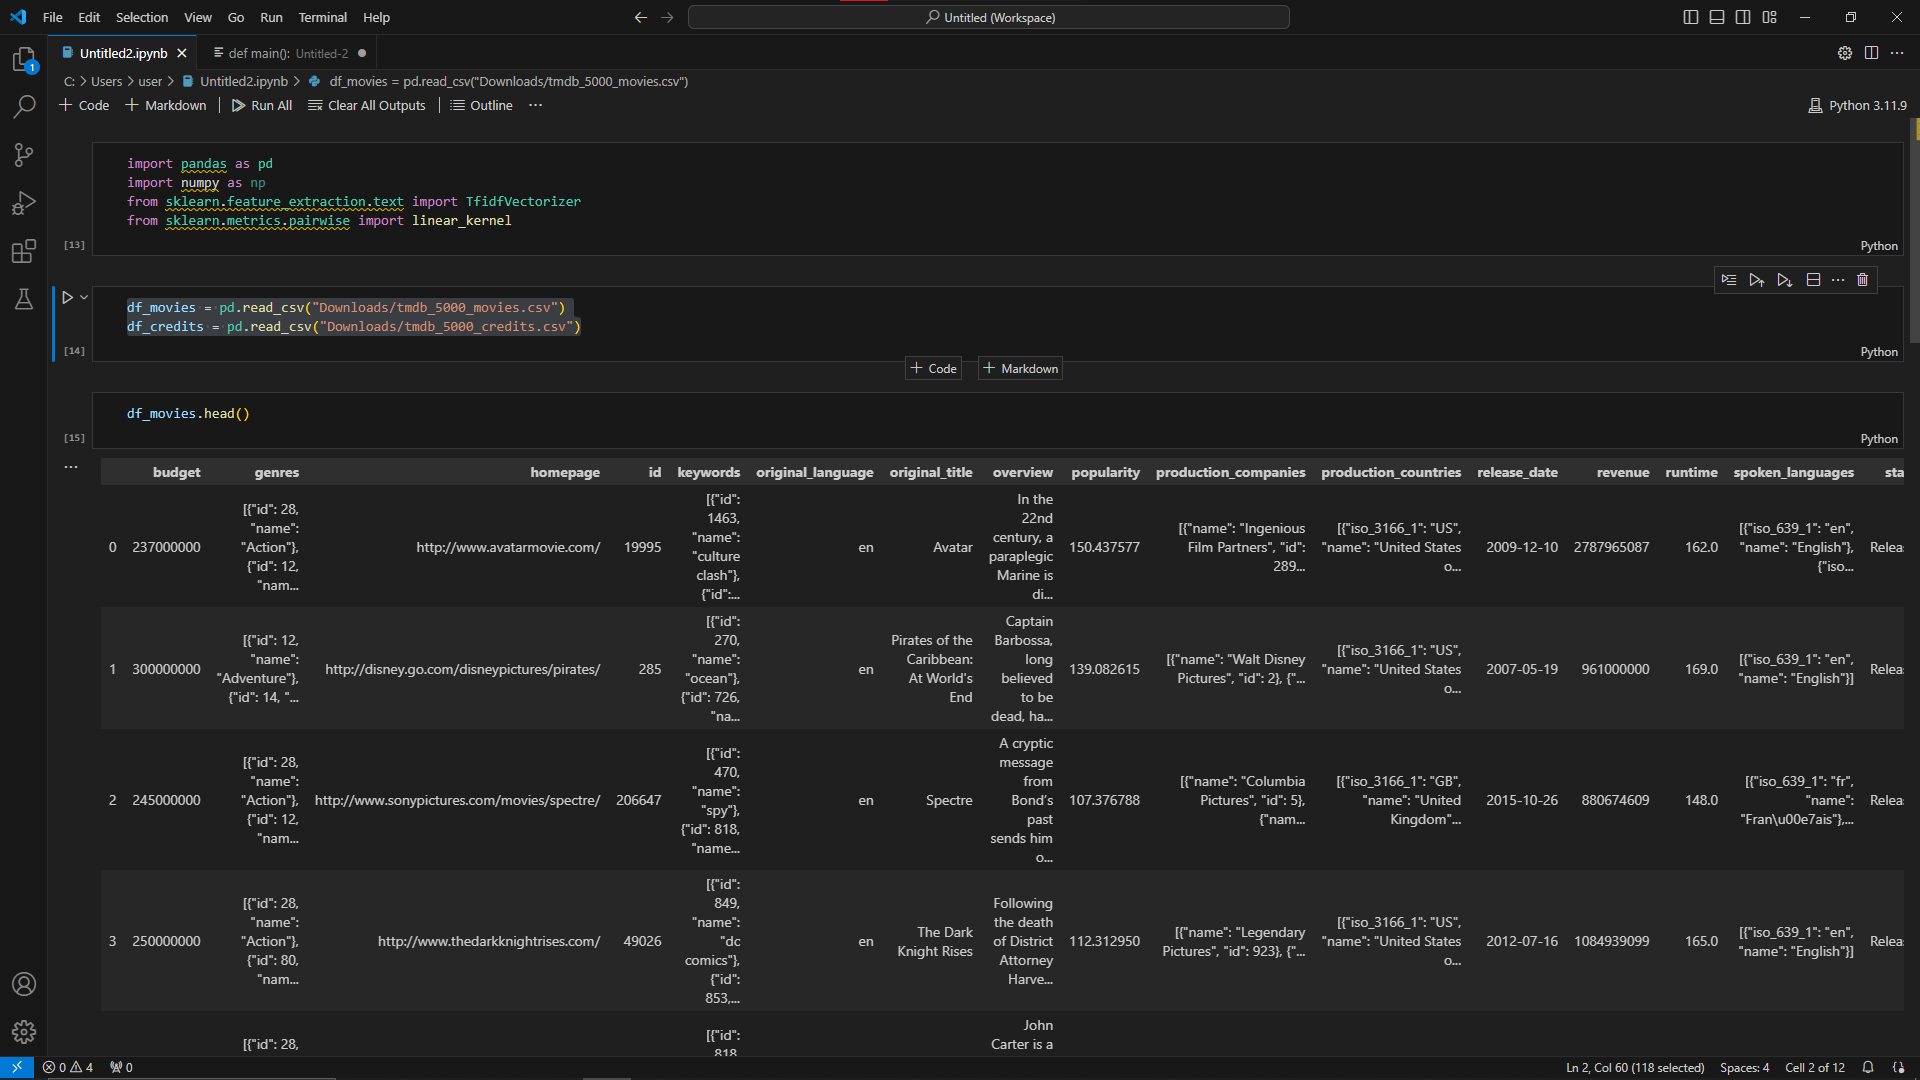 File Edit Selection View Go Run Terminal Help
Untitled (Workspace)
Untitled2.ipynb
def main(): Untitled-2
1
C: > Users > user > Untitled2.ipynb > df_movies = pd.read_csv("Downloads/tmdb_5000_movies.csv")
+ Code + Markdown | Run All Clear All Outputs | Outline ...
Python 3.11.9
import pandas as pd
import numpy as np
from sklearn.feature_extraction.text import TfidfVectorizer
from sklearn.metrics.pairwise import linear_kernel
[13]
Python
df_movies = pd.read_csv("Downloads/tmdb_5000_movies.csv")
df_credits = pd.read_csv("Downloads/tmdb_5000_credits.csv")
[14]
Python
+ Code + Markdown
df_movies.head()
[15]
Python
...
budget genres homepage id keywords original_language original_title overview popularity production_companies production_countries release_date revenue runtime spoken_languages sta
0
237000000
[{"id": 28,
"name":
"Action"},
{"id": 12,
"nam...
http://www.avatarmovie.com/
19995
[{"id":
1463,
"name":
"culture
clash"},
{"id":...
en
Avatar
In the
22nd
century, a
paraplegic
Marine is
di...
150.437577
[{"name": "Ingenious
Film Partners", "id":
289...
[{"iso_3166_1": "US",
"name": "United States
o...
2009-12-10
2787965087
162.0
[{"iso_639_1": "en",
"name": "English"},
{"iso...
Relea
1
300000000
[{"id": 12,
"name":
"Adventure"},
{"id": 14, "...
http://disney.go.com/disneypictures/pirates/
285
[{"id":
270,
"name":
"ocean"},
{"id": 726,
"na...
en
Pirates of the
Caribbean:
At World's
End
Captain
Barbossa,
long
believed
to be
dead, ha...
139.082615
[{"name": "Walt Disney
Pictures", "id": 2}, {"...
[{"iso_3166_1": "US",
"name": "United States
o...
2007-05-19
961000000
169.0
[{"iso_639_1": "en",
"name": "English"}]
Relea
2
245000000
[{"id": 28,
"name":
"Action"},
{"id": 12,
"nam...
http://www.sonypictures.com/movies/spectre/
206647
[{"id":
470,
"name":
"spy"},
{"id": 818,
"name...
en
Spectre
A cryptic
message
from
Bond's
past
sends him
o...
107.376788
[{"name": "Columbia
Pictures", "id": 5},
{"nam...
[{"iso_3166_1": "GB",
"name": "United
Kingdom"...
2015-10-26
880674609
148.0
[{"iso_639_1": "fr",
"name":
"Fran\u00e7ais"},...
Relea
3
250000000
[{"id": 28,
"name":
"Action"},
{"id": 80,
"nam...
http://www.thedarkknightrises.com/
49026
[{"id":
849,
"name":
"dc
comics"},
{"id":
853,...
en
The Dark
Knight Rises
Following
the death
of District
Attorney
Harve...
112.312950
[{"name": "Legendary
Pictures", "id": 923}, {"...
[{"iso_3166_1": "US",
"name": "United States
o...
2012-07-16
1084939099
165.0
[{"iso_639_1": "en",
"name": "English"}]
Relea
[{"id": 28,
[{"id":
818
John
Carter is a
0 4 0
Ln 2, Col 60 (118 selected) Spaces: 4 Cell 2 of 12